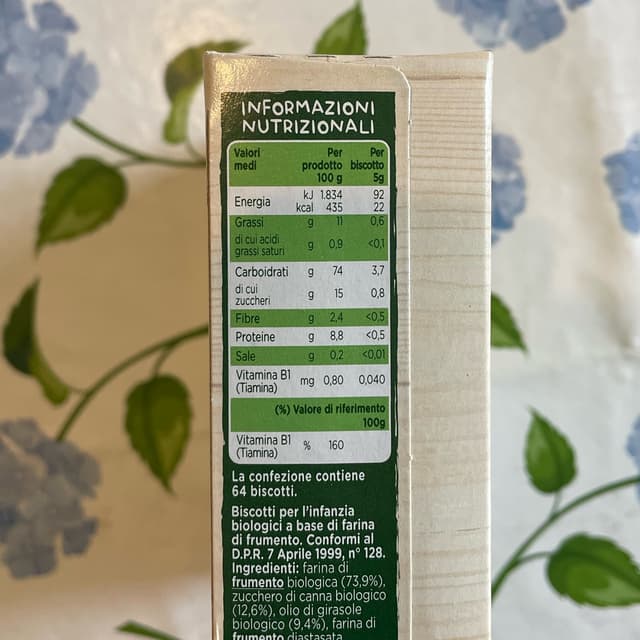 INFORMAZIONI
NUTRIZIONALI
Valori medi Per prodotto 100 g Per biscotto 5g
Energia kJ 1.834 92
kcal 435 22
Grassi g 11 0,6
di cui acidi grassi saturi g 0,9 <0,1
Carboidrati g 74 3,7
di cui zuccheri g 15 0,8
Fibre g 2,4 <0,5
Proteine g 8,8 <0,5
Sale g 0,2 <0,01
Vitamina B1 (Tiamina) mg 0,80 0,040
(%) Valore di riferimento
100g
Vitamina B1 (Tiamina) % 160
La confezione contiene
64 biscotti.
Biscotti per l'infanzia
biologici a base di farina
di frumento. Conformi al
D.P.R. 7 Aprile 1999, n° 128.
Ingredienti: farina di
frumento biologica (73,9%),
zucchero di canna biologico
(12,6%), olio di girasole
biologico (9,4%), farina di
frumento diastasata